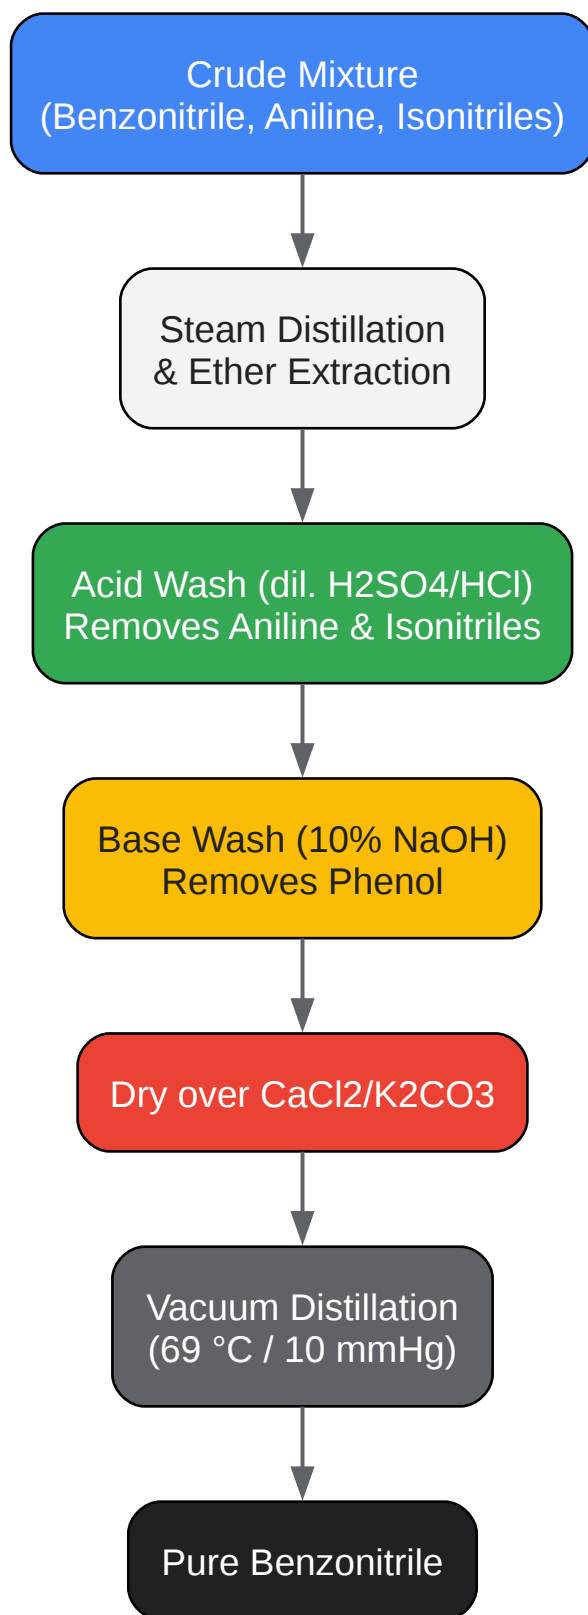 Crude Mixture
(Benzonitrile, Aniline, Isonitriles)
Steam Distillation
& Ether Extraction
Acid Wash (dil. H2SO4/HCl)
Removes Aniline & Isonitriles
Base Wash (10% NaOH)
Removes Phenol
Dry over CaCl2/K2CO3
Vacuum Distillation
(69 °C / 10 mmHg)
Pure Benzonitrile